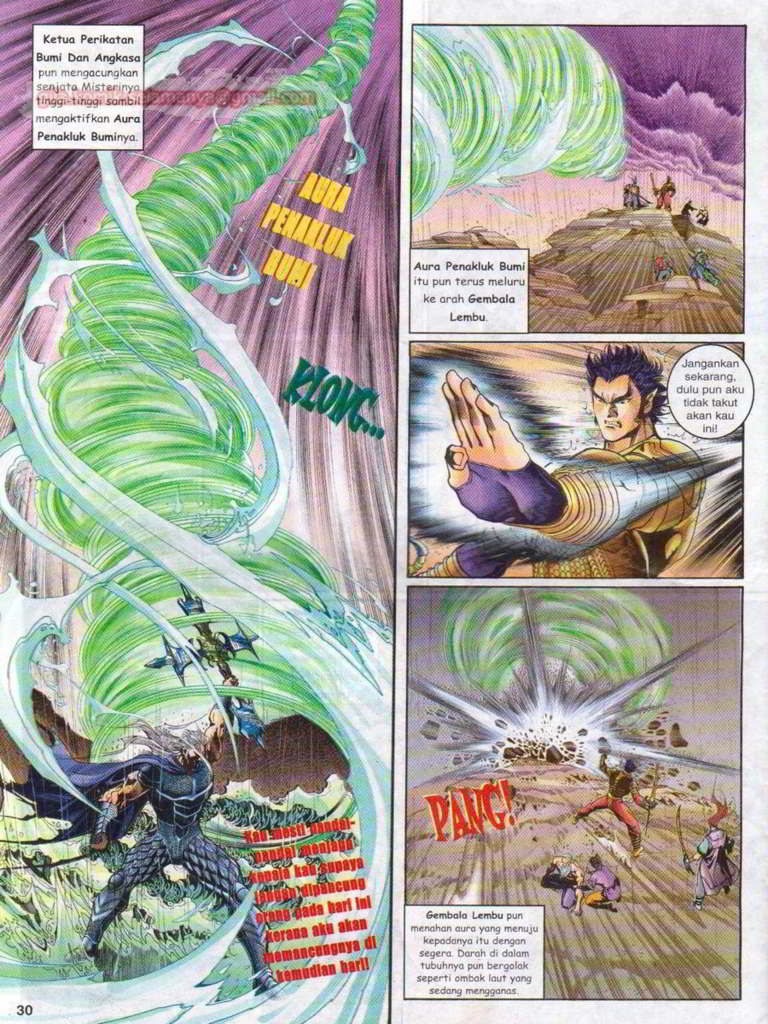 Ketua Perikatan
Bumi Dan Angkasa
pun mengacungkan
senjata Misterinya
tinggi-tinggi sambil
mengaktifkan Aura
Penakluk Buminya.
AURA
PENAKLUK
BUMI
KLONG...
Kau mesti pandai-
pandai menjaga
kepala kau supaya
jangan dipancung
orang pada hari ini
kerana aku akan
memancungnya di
kemudian hari!
30
Aura Penakluk Bumi
itu pun terus meluru
ke arah Gembala
Lembu.
Jangankan
sekarang,
dulu pun aku
tidak takut
akan kau
ini!
PANG!
Gembala Lembu pun
menahan aura yang menuju
kepadanya itu dengan
segera. Darah di dalam
tubuhnya pun bergolak
seperti ombak laut yang
sedang mengganas.